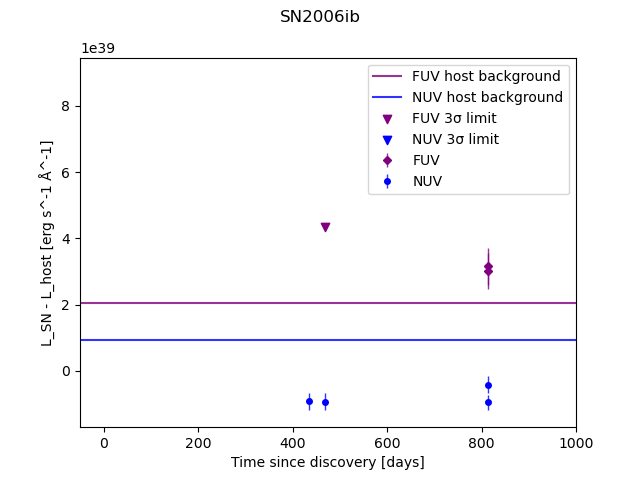 SN2006ib
1e39
FUV host background
NUV host background
FUV 3σ limit
NUV 3σ limit
FUV
NUV
8
6
4
2
0
L_SN - L_host [erg s^-1 Å^-1]
0 200 400 600 800 1000
Time since discovery [days]